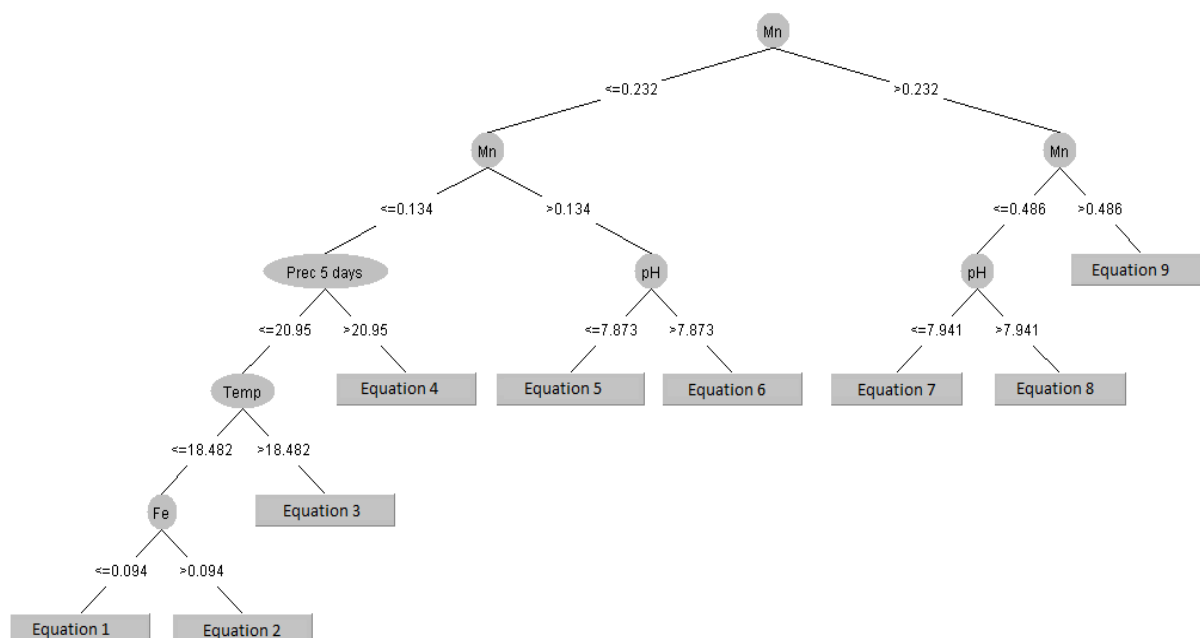 Mn
<=0.232 >0.232
Mn Mn
<=0.134 >0.134 <=0.486 >0.486
Prec 5 days pH pH Equation 9
<=20.95 >20.95 <=7.873 >7.873 <=7.941 >7.941
Temp Equation 4 Equation 5 Equation 6 Equation 7 Equation 8
<=18.482 >18.482
Fe Equation 3
<=0.094 >0.094
Equation 1 Equation 2